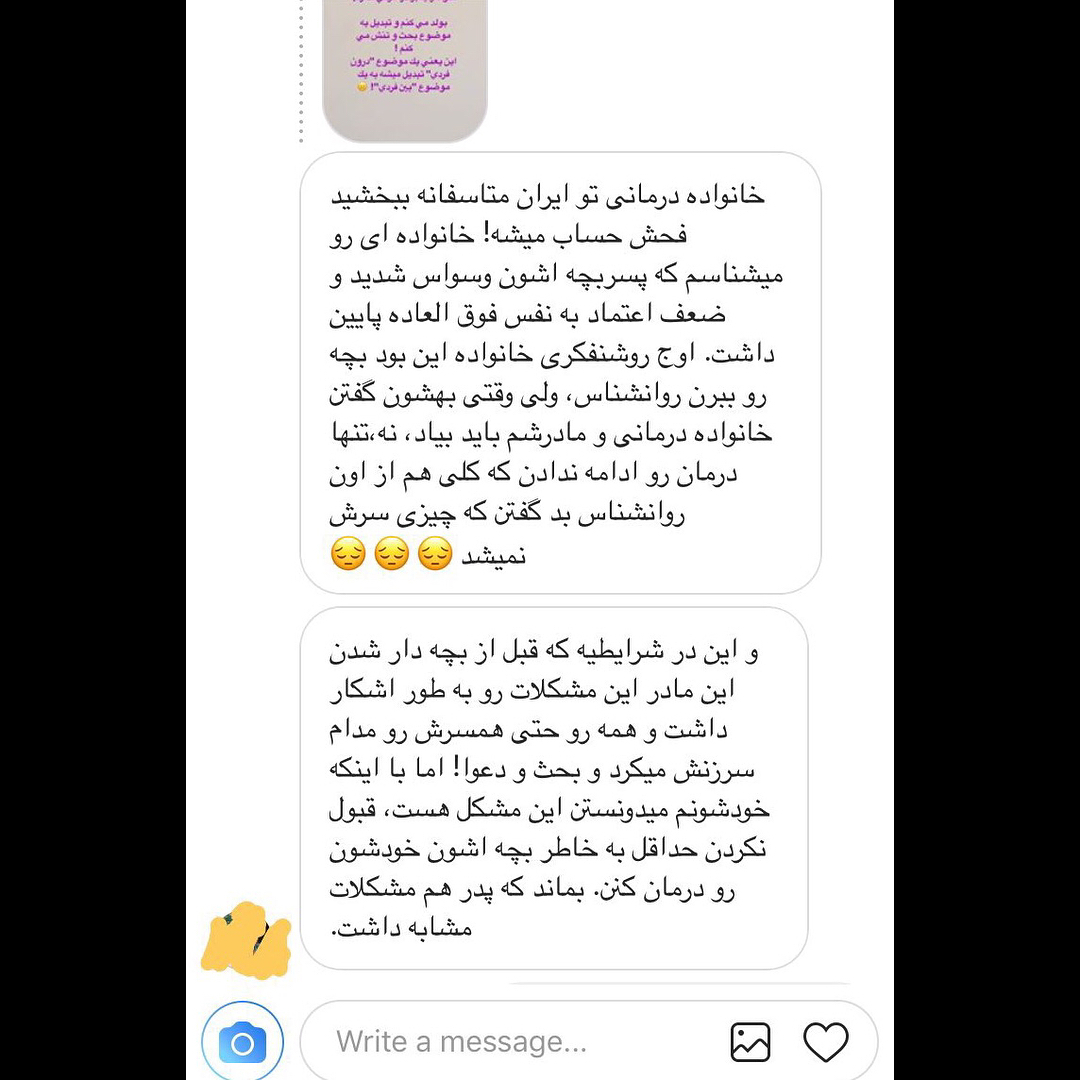 بولد می کنم و تبدیل به
موضوع بحث و تنش می
کنم !
این یعنی یك موضوع "درون
فردی" تبدیل میشه به یك
موضوع "بین فردی"! 😑
خانواده درمانی تو ایران متاسفانه ببخشید
فحش حساب میشه! خانواده ای رو
میشناسم که پسربچه اشون وسواس شدید و
ضعف اعتماد به نفس فوق العاده پایین
داشت. اوج روشنفکری خانواده این بود بچه
رو ببرن روانشناس، ولی وقتی بهشون گفتن
خانواده درمانی و مادرشم باید بیاد، نه،تنها
درمان رو ادامه ندادن که کلی هم از اون
روانشناس بد گفتن که چیزی سرش
نمیشد 😔😔😔
و این در شرایطیه که قبل از بچه دار شدن
این مادر این مشکلات رو به طور اشکار
داشت و همه رو حتی همسرش رو مدام
سرزنش میکرد و بحث و دعوا! اما با اینکه
خودشونم میدونستن این مشکل هست، قبول
نکردن حداقل به خاطر بچه اشون خودشون
رو درمان کنن. بماند که پدر هم مشکلات
مشابه داشت.
Write a message...